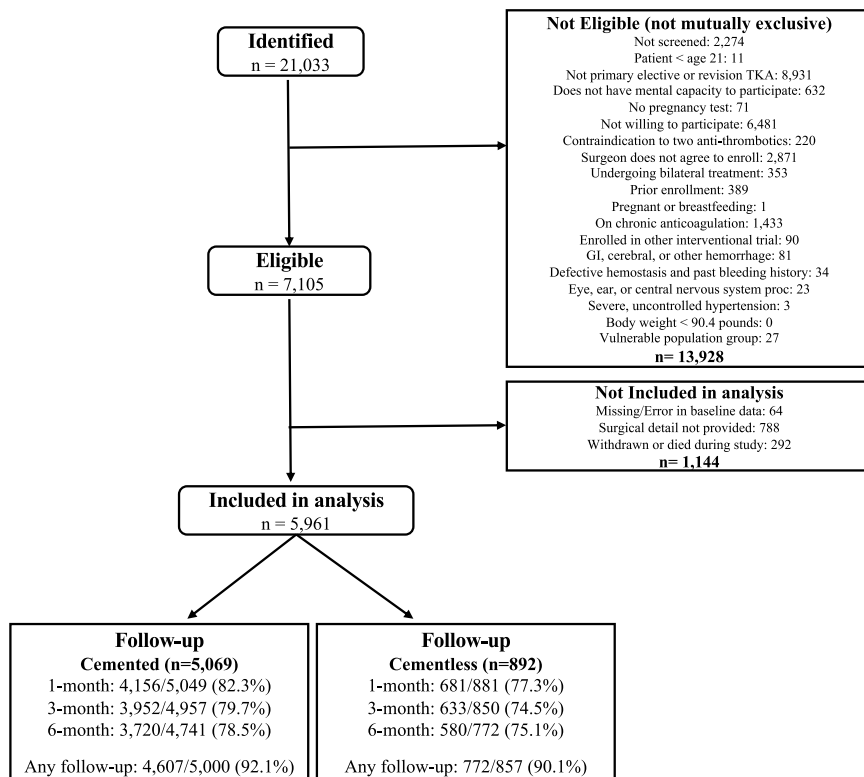 Identified
n = 21,033
Not Eligible (not mutually exclusive)
Not screened: 2,274
Patient < age 21: 11
Not primary elective or revision TKA: 8,931
Does not have mental capacity to participate: 632
No pregnancy test: 71
Not willing to participate: 6,481
Contraindication to two anti-thrombotics: 220
Surgeon does not agree to enroll: 2,871
Undergoing bilateral treatment: 353
Prior enrollment: 389
Pregnant or breastfeeding: 1
On chronic anticoagulation: 1,433
Enrolled in other interventional trial: 90
GI, cerebral, or other hemorrhage: 81
Defective hemostasis and past bleeding history: 34
Eye, ear, or central nervous system proc: 23
Severe, uncontrolled hypertension: 3
Body weight < 90.4 pounds: 0
Vulnerable population group: 27
n= 13,928
Eligible
n = 7,105
Not Included in analysis
Missing/Error in baseline data: 64
Surgical detail not provided: 788
Withdrawn or died during study: 292
n= 1,144
Included in analysis
n = 5,961
Follow-up
Cemented (n=5,069)
1-month: 4,156/5,049 (82.3%)
3-month: 3,952/4,957 (79.7%)
6-month: 3,720/4,741 (78.5%)
Any follow-up: 4,607/5,000 (92.1%)
Follow-up
Cementless (n=892)
1-month: 681/881 (77.3%)
3-month: 633/850 (74.5%)
6-month: 580/772 (75.1%)
Any follow-up: 772/857 (90.1%)